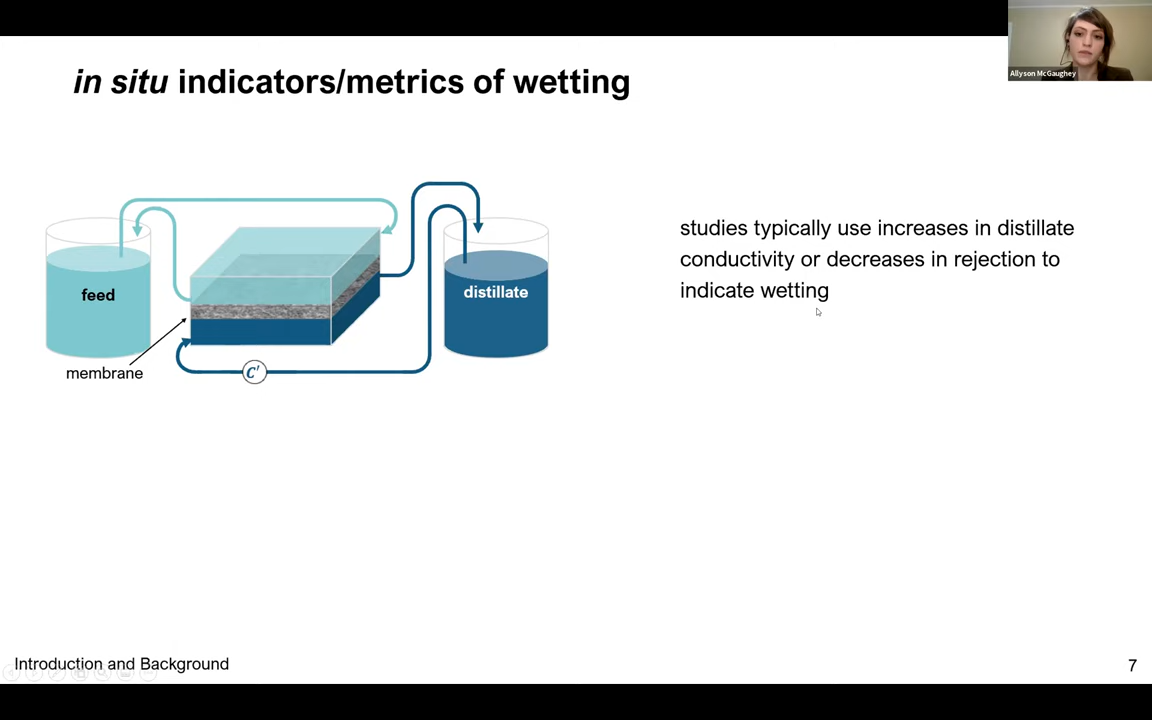 Allyson McGaughey
in situ indicators/metrics of wetting
feed
membrane
C'
distillate
studies typically use increases in distillate
conductivity or decreases in rejection to
indicate wetting
Introduction and Background
7